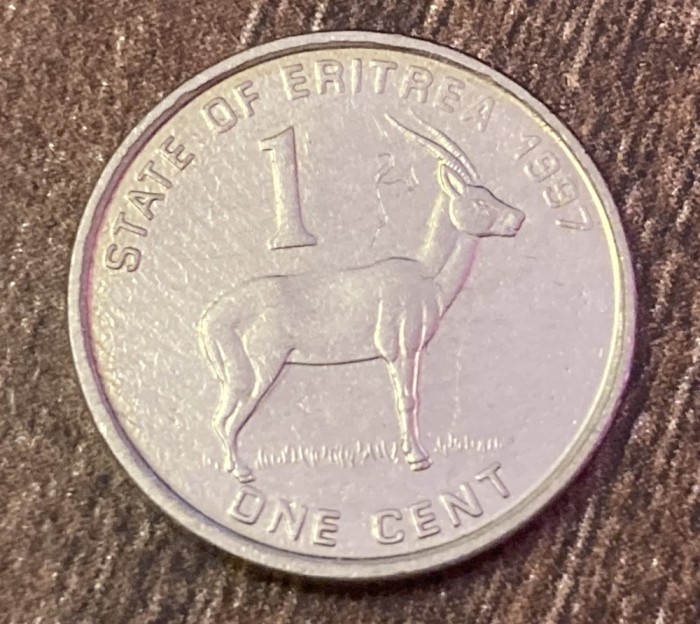 STATE OF ERITREA 1997
1
ONE CENT